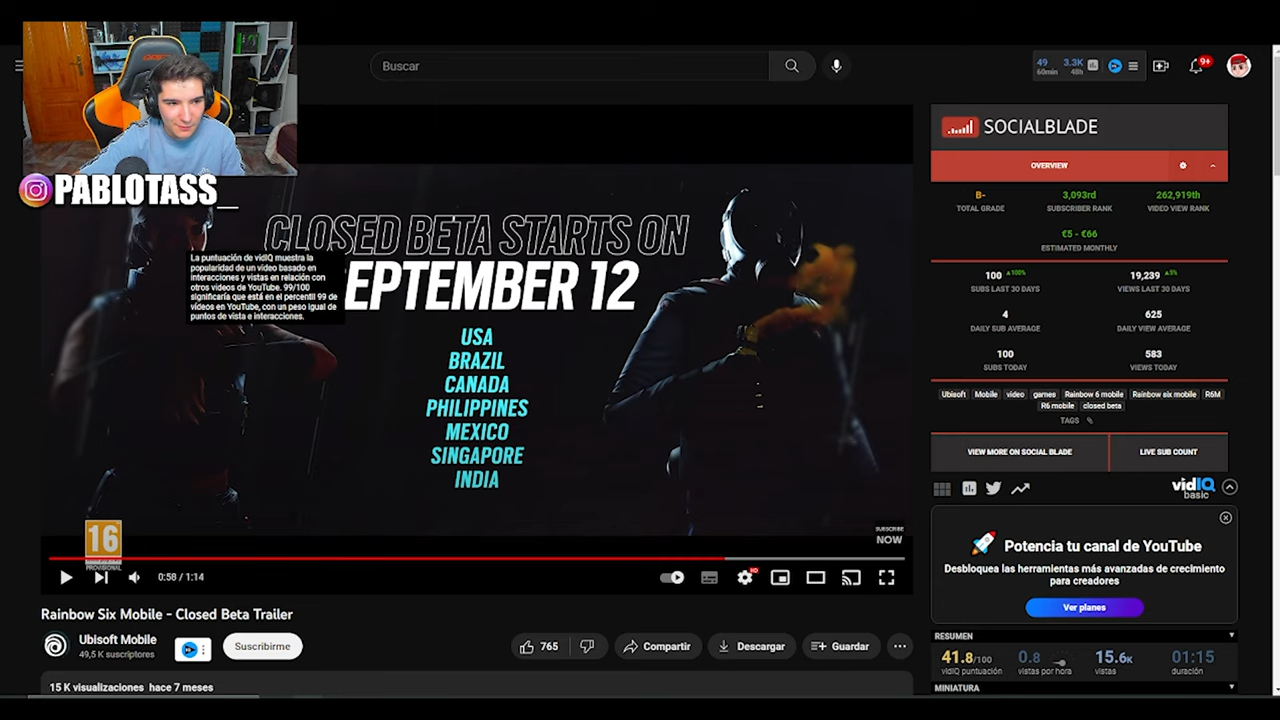 Buscar
49
60min
3.3K
48h
9+
PABLOTASS_
CLOSED BETA STARTS ON
EPTEMBER 12
USA
BRAZIL
CANADA
PHILIPPINES
MEXICO
SINGAPORE
INDIA
La puntuación de vidIQ muestra la
popularidad de un video basado en
interacciones y vistas en relación con
otros videos de YouTube. 99/100
significaría que está en el percentil 99 de
videos en YouTube, con un peso igual de
puntos de vista e interacciones.
16
PROVISIONAL
SUBSCRIBE
NOW
0:58 / 1:14
HD
Rainbow Six Mobile - Closed Beta Trailer
Ubisoft Mobile
49,5 K suscriptores
Suscribirme
765
Compartir
Descargar
Guardar
15 K visualizaciones hace 7 meses
SOCIALBLADE
OVERVIEW
B-
TOTAL GRADE
3,093rd
SUBSCRIBER RANK
262,919th
VIDEO VIEW RANK
€5 - €66
ESTIMATED MONTHLY
100 ▲100%
SUBS LAST 30 DAYS
19,239 ▲5%
VIEWS LAST 30 DAYS
4
DAILY SUB AVERAGE
625
DAILY VIEW AVERAGE
100
SUBS TODAY
583
VIEWS TODAY
Ubisoft Mobile video games Rainbow 6 mobile Rainbow six mobile R6M
R6 mobile closed beta
TAGS
VIEW MORE ON SOCIAL BLADE
LIVE SUB COUNT
vidIQ
basic
Potencia tu canal de YouTube
Desbloquea las herramientas más avanzadas de crecimiento
para creadores
Ver planes
RESUMEN
41.8/100
vidIQ puntuación
0.8
vistas por hora
15.6K
vistas
01:15
duración
MINIATURA